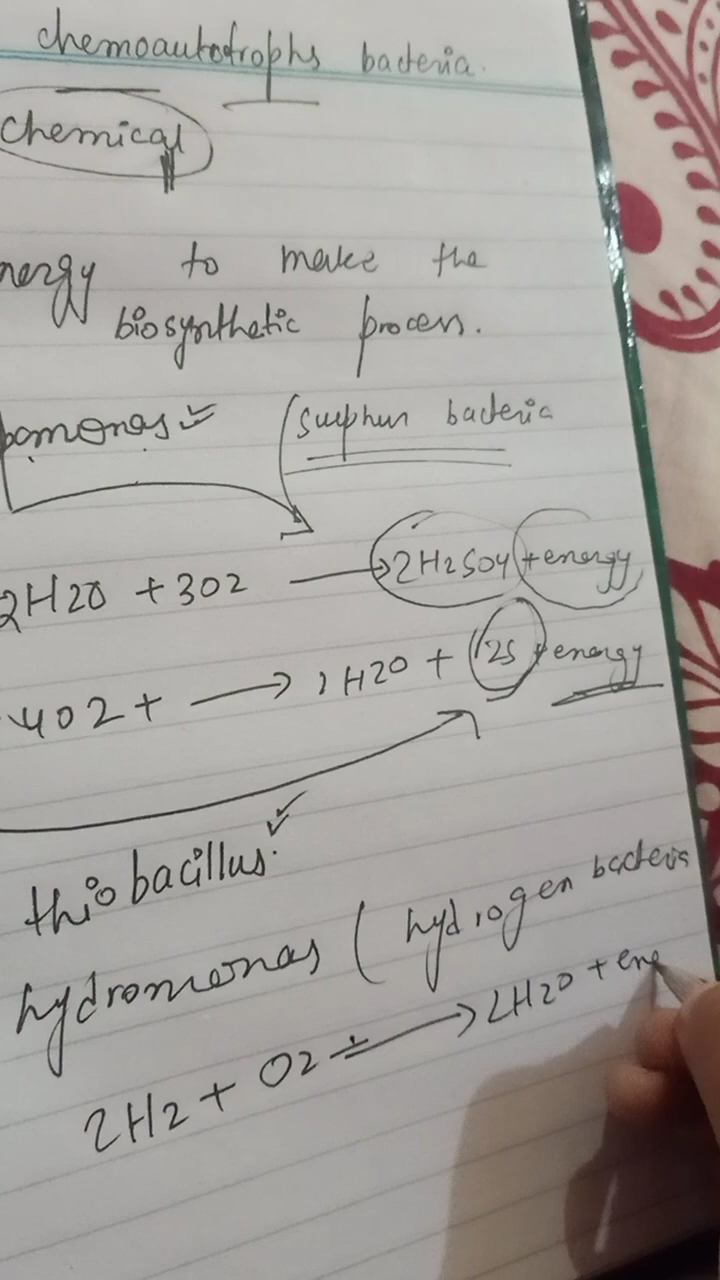 chemoautotrophs bacteria.
chemical
nergy to make the
biosynthetic process.
pomonas (sulphur bacteria
2H2O + 3O2 → 2H2SO4 + energy
4O2 + → 2H2O + 2S + energy
thiobacillus.
hydromonas (hydrogen bacteria
2H2 + O2 → 2H2O + ene